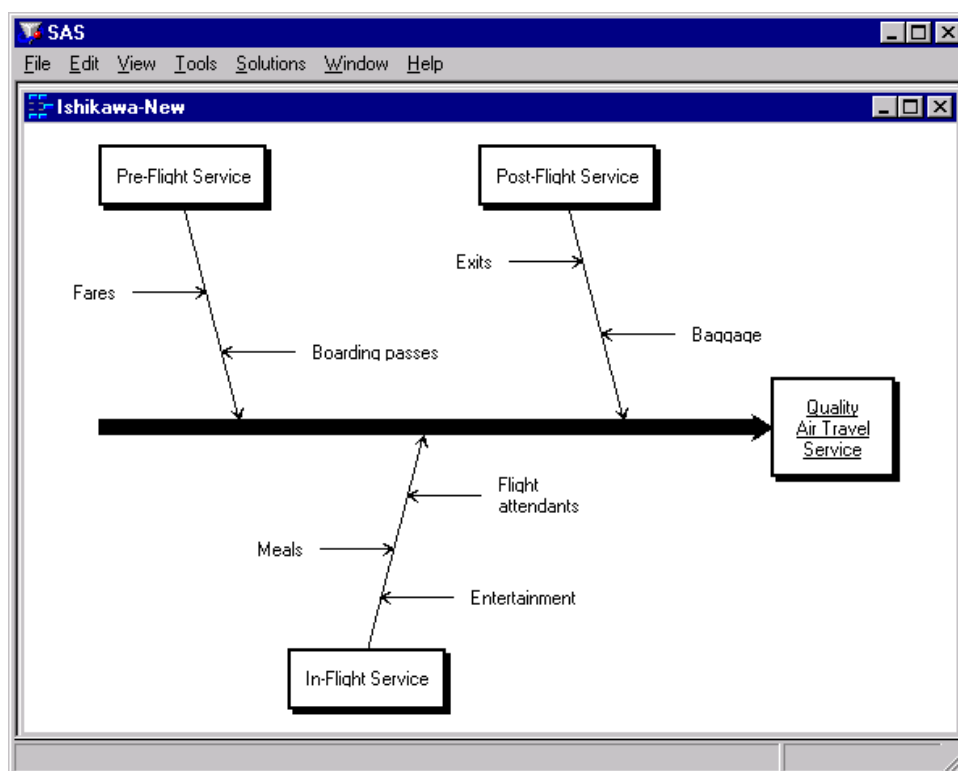 SAS
File Edit View Tools Solutions Window Help
Ishikawa-New
Pre-Flight Service
Post-Flight Service
Exits
Fares
Baggage
Boarding passes
Quality
Air Travel
Service
Flight
attendants
Meals
Entertainment
In-Flight Service